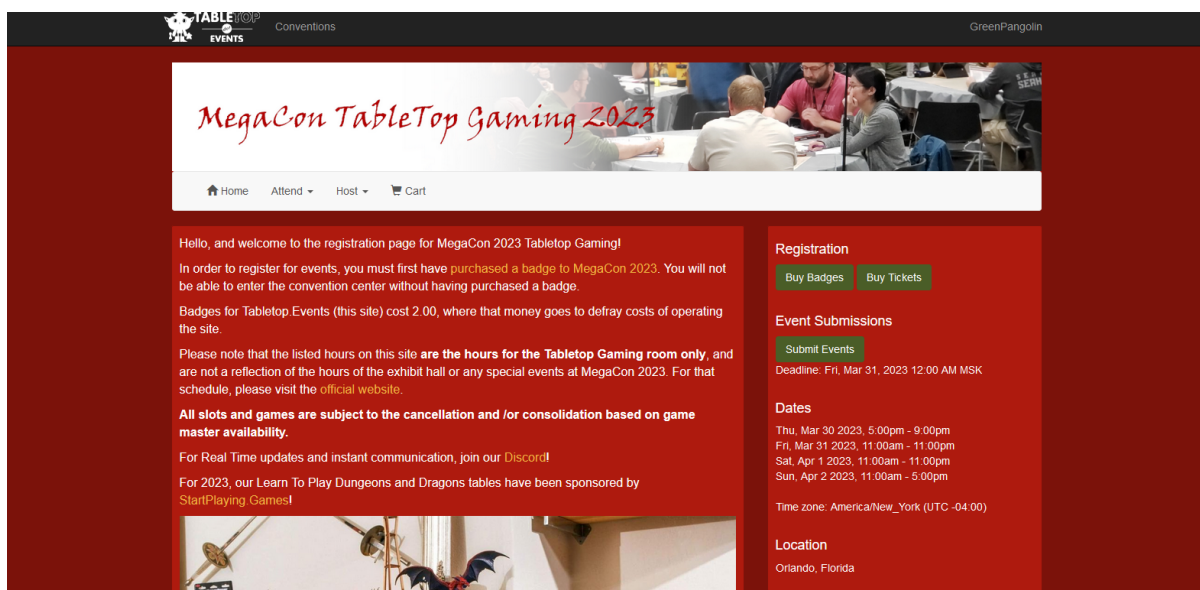 TABLETOP
EVENTS
Conventions
GreenPangolin
MegaCon TableTop Gaming 2023
Home Attend Host Cart
Hello, and welcome to the registration page for MegaCon 2023 Tabletop Gaming!
In order to register for events, you must first have purchased a badge to MegaCon 2023. You will not
be able to enter the convention center without having purchased a badge.
Badges for Tabletop.Events (this site) cost 2.00, where that money goes to defray costs of operating
the site.
Please note that the listed hours on this site are the hours for the Tabletop Gaming room only, and
are not a reflection of the hours of the exhibit hall or any special events at MegaCon 2023. For that
schedule, please visit the official website.
All slots and games are subject to the cancellation and /or consolidation based on game
master availability.
For Real Time updates and instant communication, join our Discord!
For 2023, our Learn To Play Dungeons and Dragons tables have been sponsored by
StartPlaying.Games!
Registration
Buy Badges Buy Tickets
Event Submissions
Submit Events
Deadline: Fri, Mar 31, 2023 12:00 AM MSK
Dates
Thu, Mar 30 2023, 5:00pm - 9:00pm
Fri, Mar 31 2023, 11:00am - 11:00pm
Sat, Apr 1 2023, 11:00am - 11:00pm
Sun, Apr 2 2023, 11:00am - 5:00pm
Time zone: America/New_York (UTC -04:00)
Location
Orlando, Florida